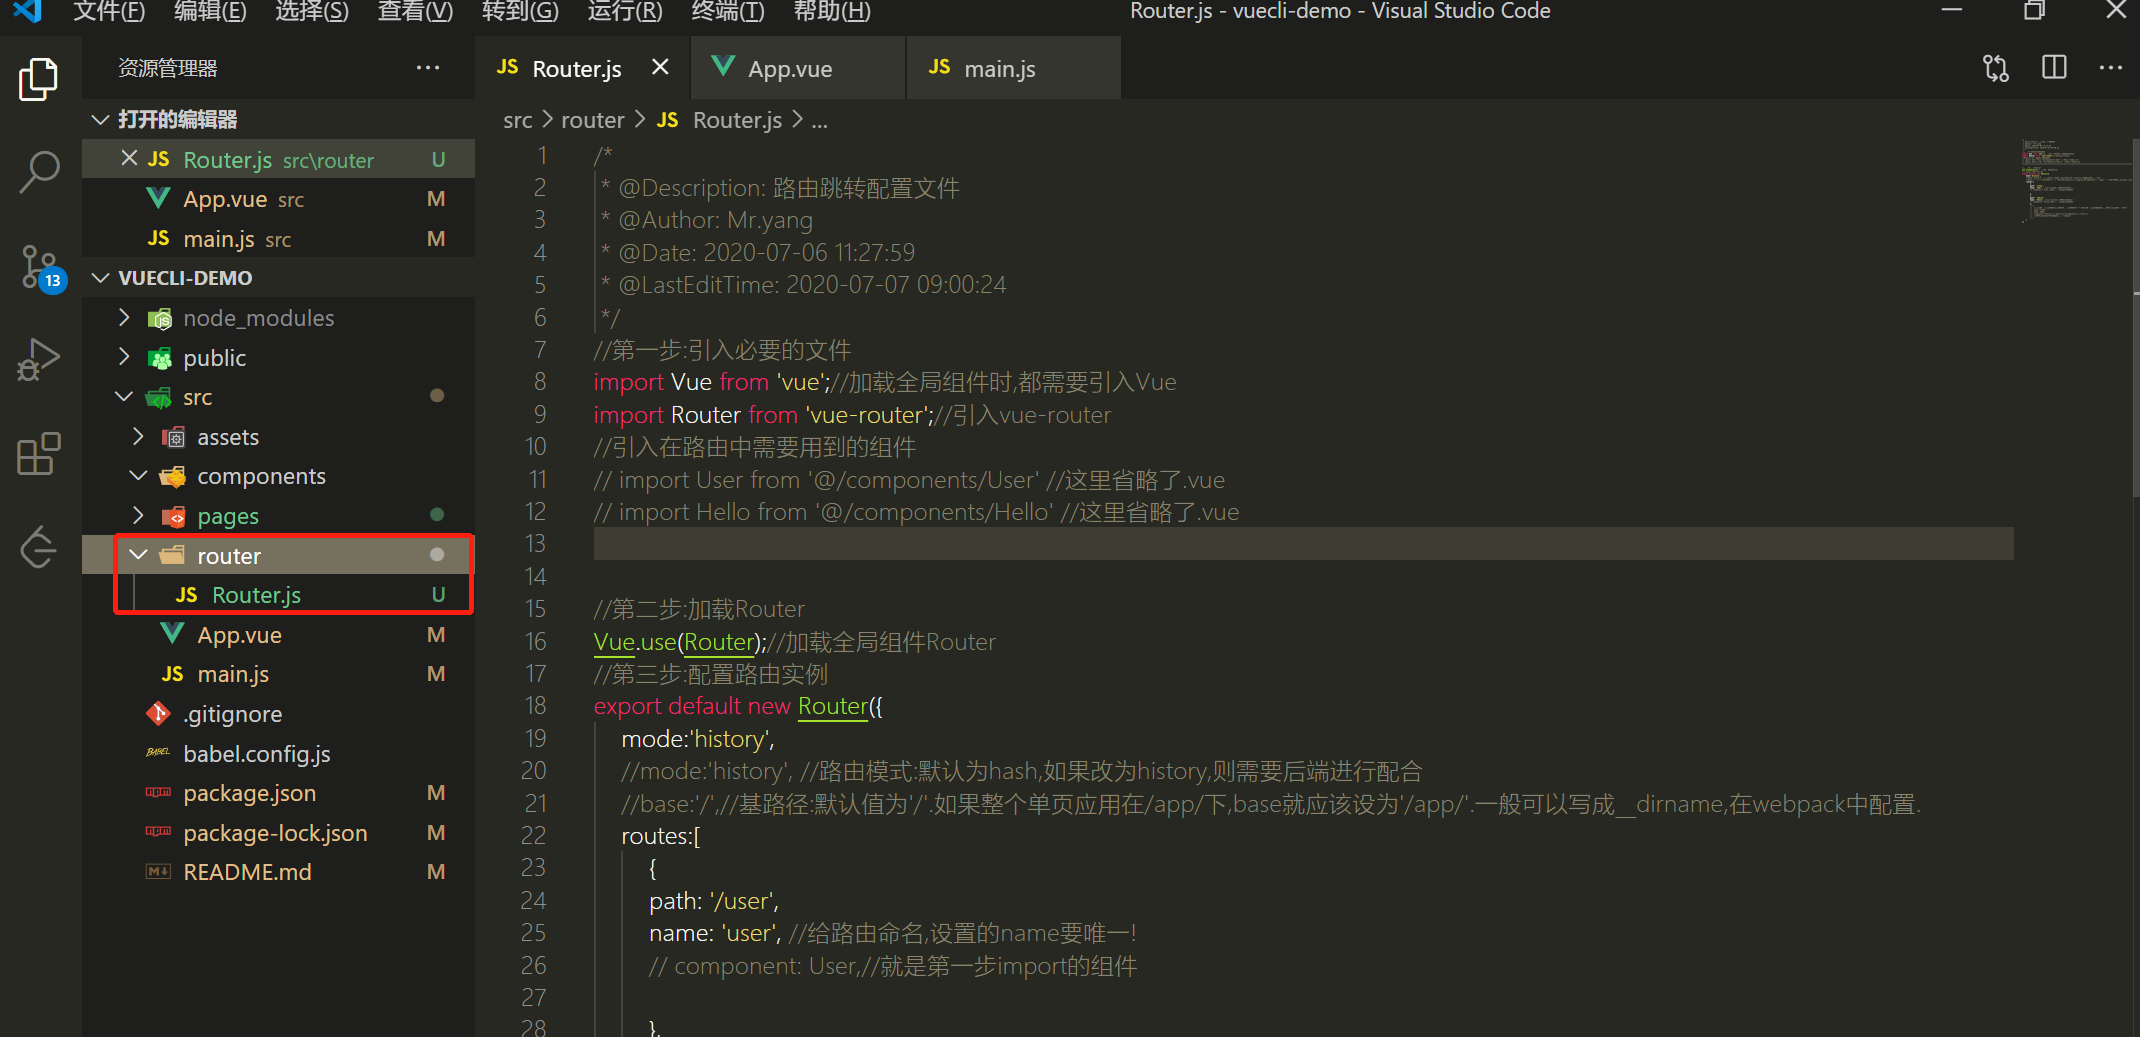 文件(F) 编辑(E) 选择(S) 查看(V) 转到(G) 运行(R) 终端(T) 帮助(H) Router.js - vuecli-demo - Visual Studio Code
资源管理器 ...
打开的编辑器
JS Router.js src\router U
App.vue src M
JS main.js src M
13
VUECLI-DEMO
node_modules
public
src
assets
components
pages
router
JS Router.js U
App.vue M
JS main.js M
.gitignore
BABEL babel.config.js
npm package.json M
npm package-lock.json M
M README.md M
JS Router.js
App.vue
JS main.js
src > router > JS Router.js > ...
1 /*
2 * @Description: 路由跳转配置文件
3 * @Author: Mr.yang
4 * @Date: 2020-07-06 11:27:59
5 * @LastEditTime: 2020-07-07 09:00:24
6 */
7 //第一步:引入必要的文件
8 import Vue from 'vue';//加载全局组件时,都需要引入Vue
9 import Router from 'vue-router';//引入vue-router
10 //引入在路由中需要用到的组件
11 // import User from '@/components/User' //这里省略了.vue
12 // import Hello from '@/components/Hello' //这里省略了.vue
13
14
15 //第二步:加载Router
16 Vue.use(Router);//加载全局组件Router
17 //第三步:配置路由实例
18 export default new Router({
19 mode:'history',
20 //mode:'history', //路由模式:默认为hash,如果改为history,则需要后端进行配合
21 //base:'/',//基路径:默认值为'/'.如果整个单页应用在/app/下,base就应该设为'/app/'.一般可以写成__dirname,在webpack中配置.
22 routes:[
23 {
24 path: '/user',
25 name: 'user', //给路由命名,设置的name要唯一!
26 // component: User,//就是第一步import的组件
27
28 },